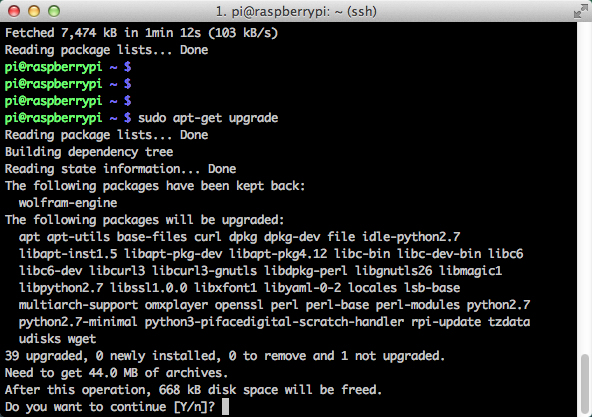 1. pi@raspberrypi: ~ (ssh)
Fetched 7,474 kB in 1min 12s (103 kB/s)
Reading package lists... Done
pi@raspberrypi ~ $
pi@raspberrypi ~ $
pi@raspberrypi ~ $
pi@raspberrypi ~ $ sudo apt-get upgrade
Reading package lists... Done
Building dependency tree
Reading state information... Done
The following packages have been kept back:
wolfram-engine
The following packages will be upgraded:
apt apt-utils base-files curl dpkg dpkg-dev file idle-python2.7
libapt-inst1.5 libapt-pkg-dev libapt-pkg4.12 libc-bin libc-dev-bin libc6
libc6-dev libcurl3 libcurl3-gnutls libdpkg-perl libgnutls26 libmagic1
libpython2.7 libssl1.0.0 libxfont1 libyaml-0-2 locales lsb-base
multiarch-support omxplayer openssl perl perl-base perl-modules python2.7
python2.7-minimal python3-pifacedigital-scratch-handler rpi-update tzdata
udisks wget
39 upgraded, 0 newly installed, 0 to remove and 1 not upgraded.
Need to get 44.0 MB of archives.
After this operation, 668 kB disk space will be freed.
Do you want to continue [Y/n]?